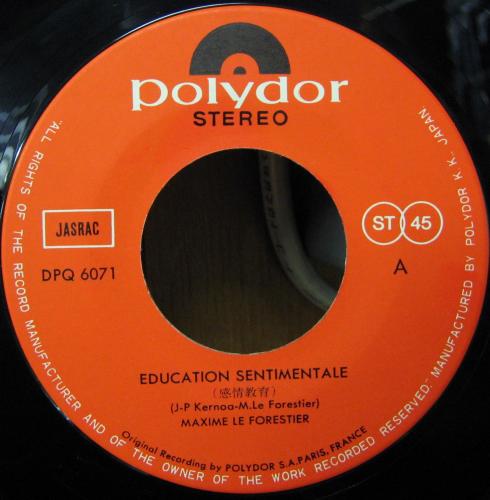 polydor
STEREO
JASRAC
DPQ 6071
ST 45
A
EDUCATION SENTIMENTALE
(感情教育)
(J-P Kernoa-M.Le Forestier)
MAXIME LE FORESTIER
Original Recording by POLYDOR S.A.PARIS, FRANCE
"ALL RIGHTS OF THE RECORD MANUFACTURER AND OF THE OWNER OF THE WORK RECORDED RESERVED: MANUFACTURED BY POLYDOR K. K. JAPAN.